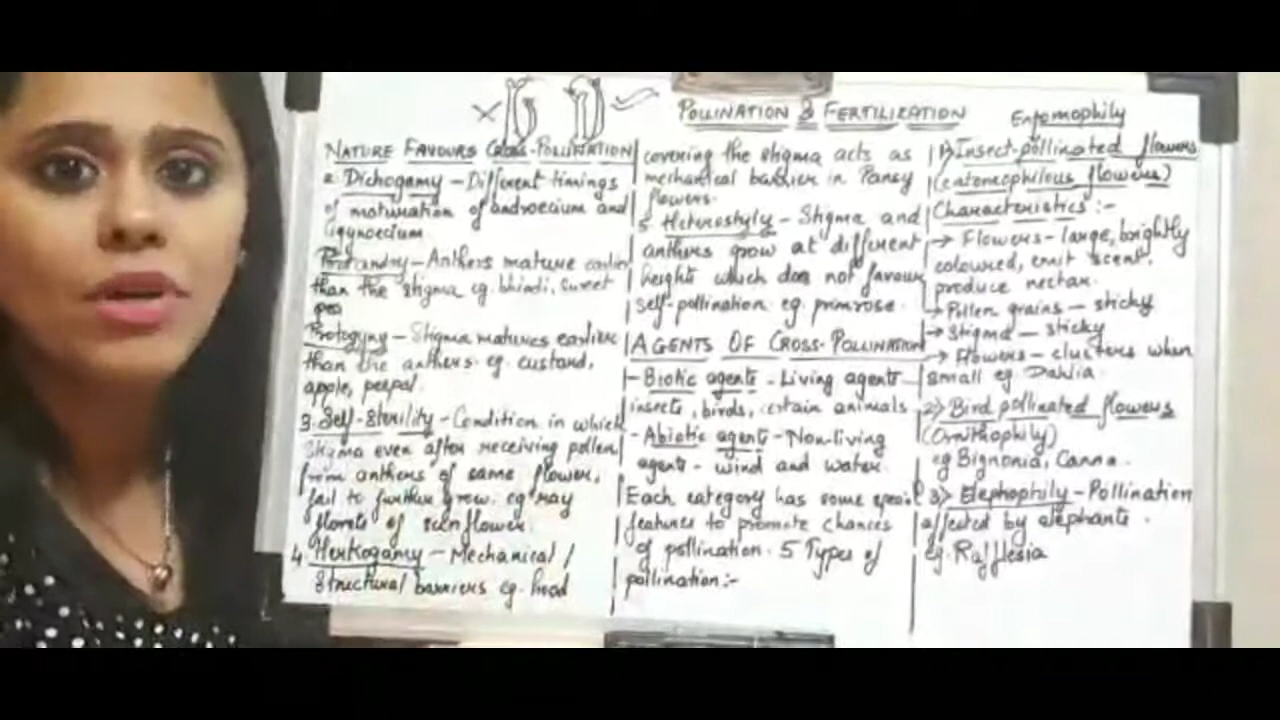 POLLINATION & FERTILIZATION
NATURE FAVOURS CROSS-POLLINATION
2. Dichogamy – Different timings
of maturation of androecium and
gynoecium
Protandry – Anthers mature earlier
than the stigma eg. bhindi, sweet
pea
Protogyny – Stigma matures earlier
than the anthers. eg. custard,
apple, peepal.
3. Self-Sterility – Condition in which
Stigma even after receiving pollen
from anthers of same flower,
fail to further grow. eg ray
florets of sunflower.
4. Herkogamy – Mechanical /
Structural barriers eg. hood
covering the stigma acts as
mechanical barrier in Pansy
flowers.
5. Heterostyly – Stigma and
anthers grow at different
heights which does not favour
self-pollination eg. primrose.
AGENTS OF CROSS-POLLINATION
- Biotic agents - Living agents -
insects, birds, certain animals
- Abiotic agents - Non-living
agents - wind and water.
Each category has some special
features to promote chances
of pollination. 5 Types of
pollination:-
Entomophily
1) Insect-pollinated flowers
(entomophilous flowers)
Characteristics:-
→ Flowers - large, brightly
coloured, emit scent,
produce nectar.
→ Pollen grains - sticky
→ Stigma - sticky
→ Flowers - clusters when
small eg. Dahlia.
2) Bird pollinated flowers
(Ornithophily)
eg Bignonia, Canna.
3) Elephophily - Pollination
affected by elephants.
eg. Rafflesia